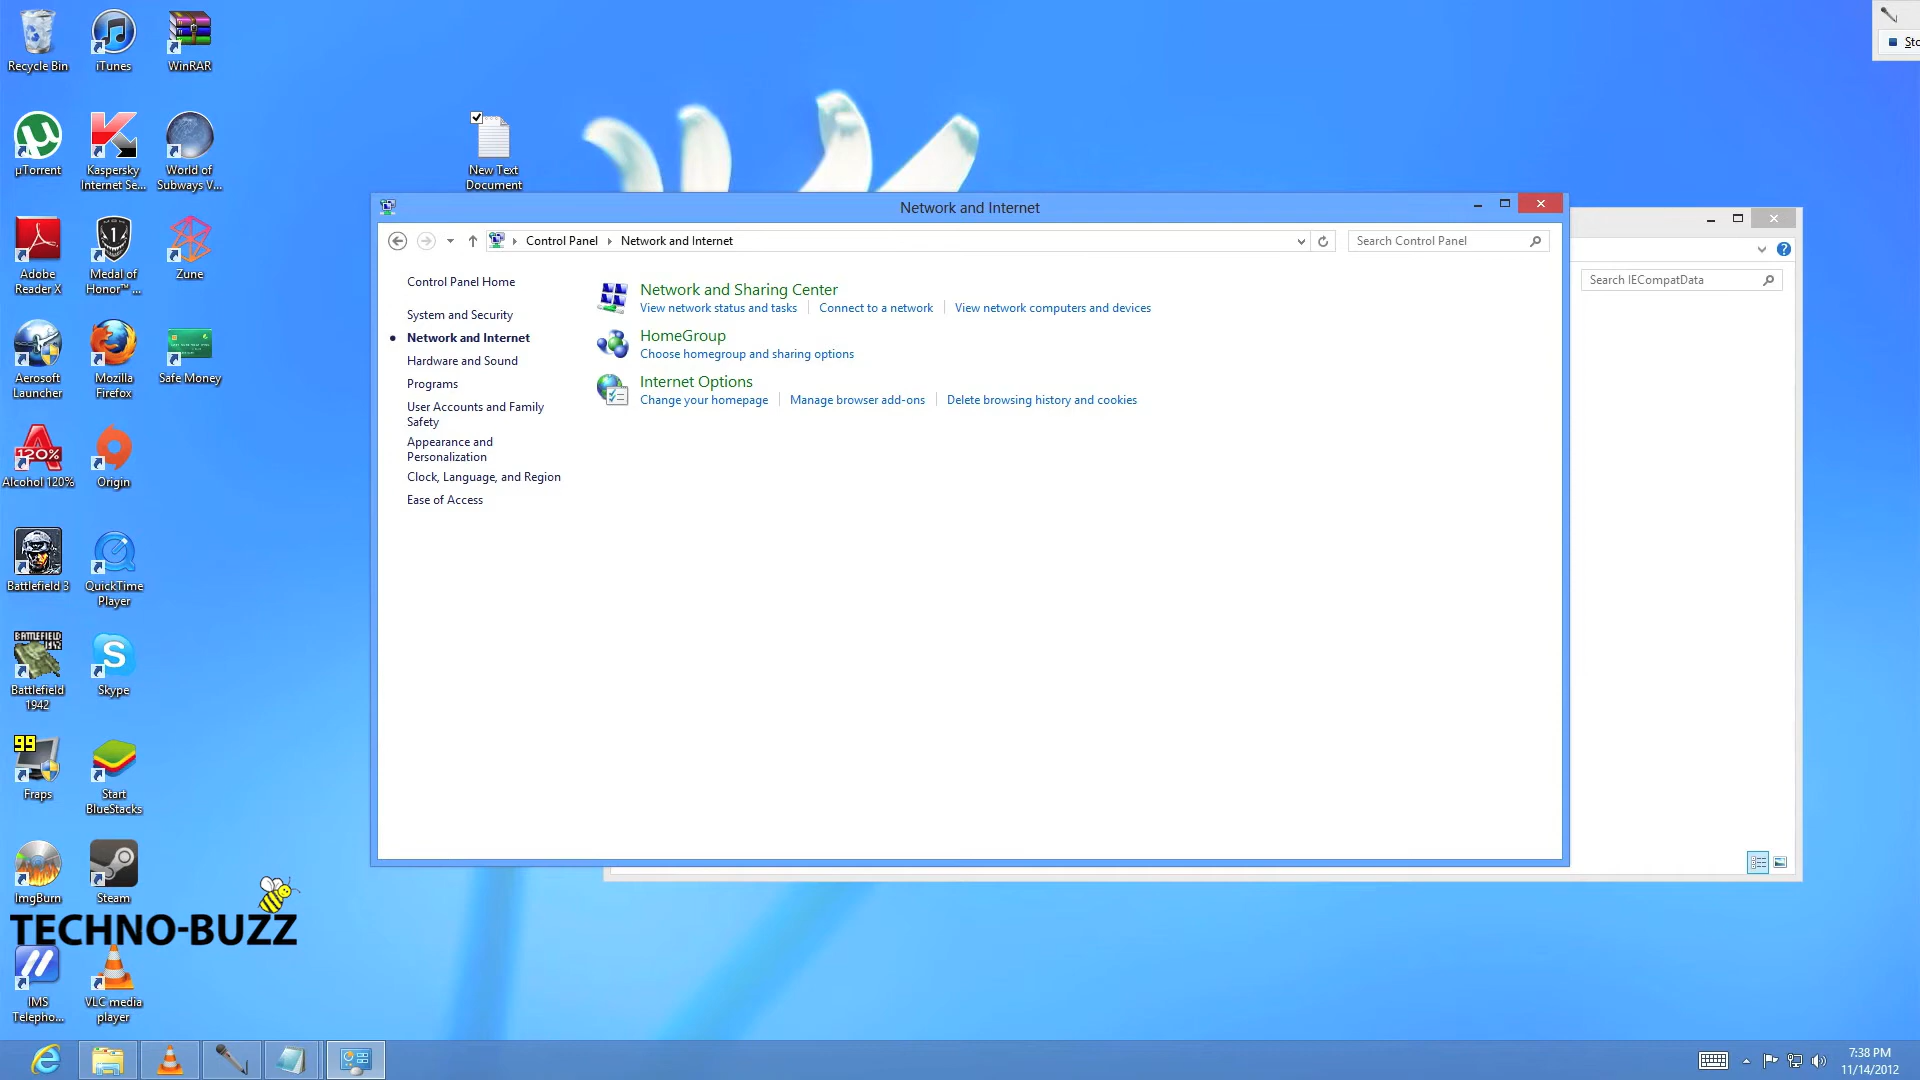 Recycle Bin
iTunes
WinRAR
µTorrent
Kaspersky
Internet Se...
World of
Subways V...
New Text
Document
Adobe
Reader X
Medal of
Honor™ ...
Zune
Aerosoft
Launcher
Mozilla
Firefox
Safe Money
120%
Alcohol 120%
Origin
Battlefield 3
QuickTime
Player
BATTLEFIELD
1942
Battlefield
1942
Skype
99
Fraps
Start
BlueStacks
ImgBurn
Steam
TECHNO-BUZZ
IMS
Telepho...
VLC media
player
Network and Internet
Control Panel
Network and Internet
Search Control Panel
Control Panel Home
System and Security
Network and Internet
Hardware and Sound
Programs
User Accounts and Family
Safety
Appearance and
Personalization
Clock, Language, and Region
Ease of Access
Network and Sharing Center
View network status and tasks
Connect to a network
View network computers and devices
HomeGroup
Choose homegroup and sharing options
Internet Options
Change your homepage
Manage browser add-ons
Delete browsing history and cookies
Search IECompatData
Sto
7:38 PM
11/14/2012